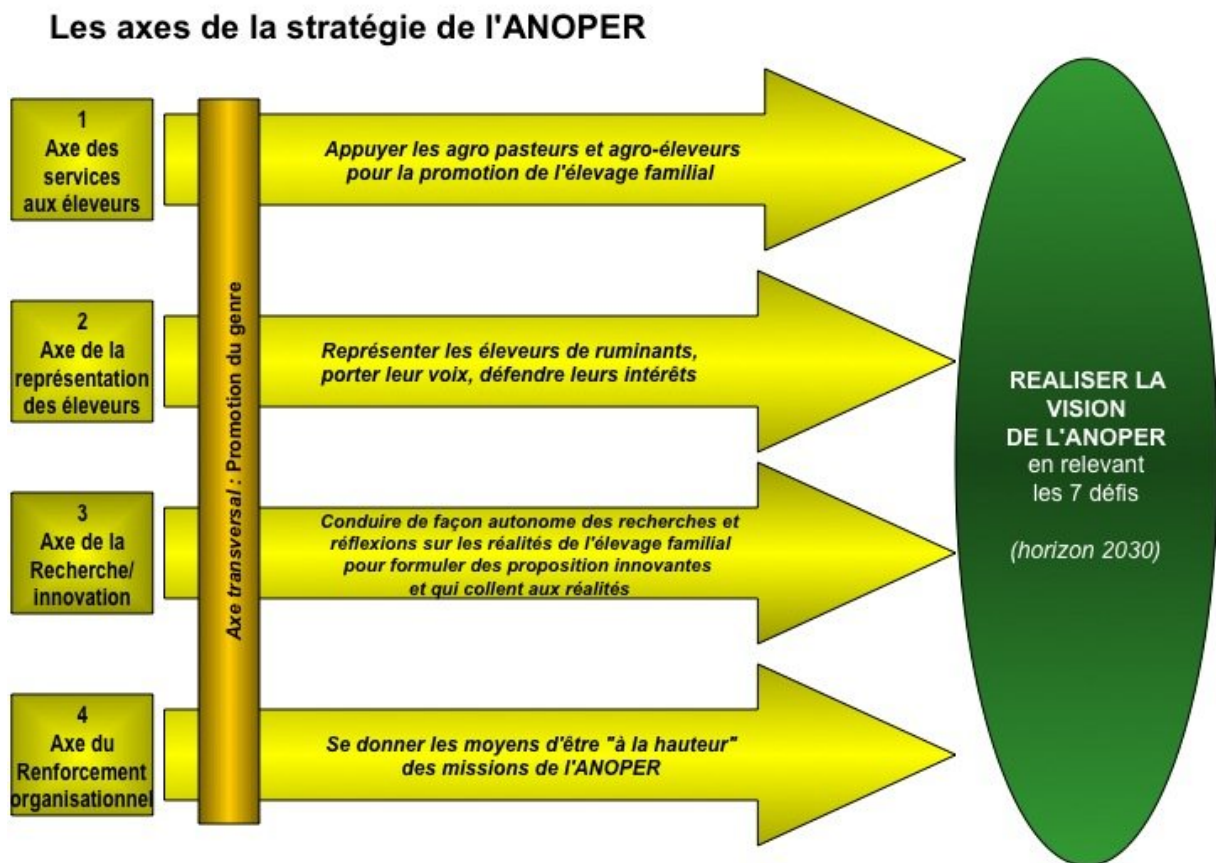 Les axes de la stratégie de l'ANOPER
1
Axe des
services
aux éleveurs
Appuyer les agro pasteurs et agro-éleveurs
pour la promotion de l'élevage familial
2
Axe de la
représentation
des éleveurs
Représenter les éleveurs de ruminants,
porter leur voix, défendre leurs intérêts
3
Axe de la
Recherche/
innovation
Conduire de façon autonome des recherches et
réflexions sur les réalités de l'élevage familial
pour formuler des proposition innovantes
et qui collent aux réalités
4
Axe du
Renforcement
organisationnel
Se donner les moyens d'être "à la hauteur"
des missions de l'ANOPER
Axe transversal : Promotion du genre
REALISER LA
VISION
DE L'ANOPER
en relevant
les 7 défis
(horizon 2030)